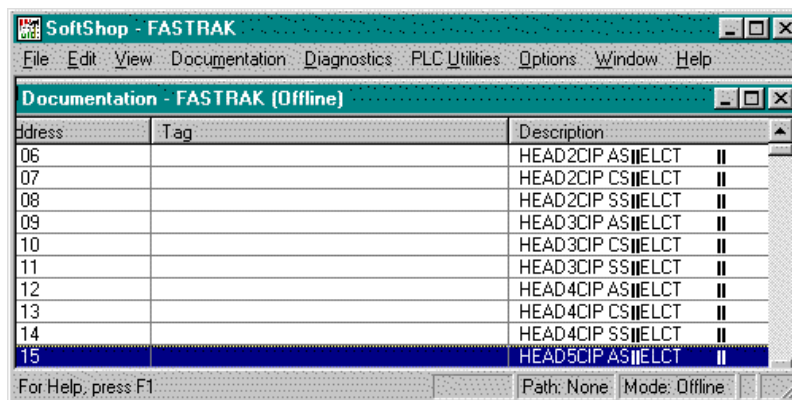 SoftShop - FASTRAK
File Edit View Documentation Diagnostics PLC Utilities Options Window Help
Documentation - FASTRAK (Offline)
ddress Tag Description
06 HEAD2CIP AS||ELCT ||
07 HEAD2CIP CS||ELCT ||
08 HEAD2CIP SS||ELCT ||
09 HEAD3CIP AS||ELCT ||
10 HEAD3CIP CS||ELCT ||
11 HEAD3CIP SS||ELCT ||
12 HEAD4CIP AS||ELCT ||
13 HEAD4CIP CS||ELCT ||
14 HEAD4CIP SS||ELCT ||
15 HEAD5CIP AS||ELCT ||
For Help, press F1 Path: None Mode: Offline